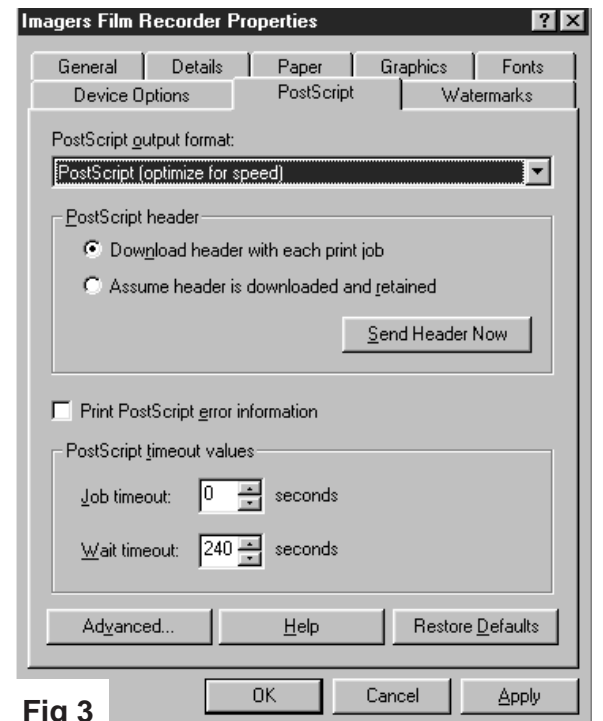 Imagers Film Recorder Properties ? X
General Details Paper Graphics Fonts
Device Options PostScript Watermarks
PostScript output format:
PostScript (optimize for speed)
PostScript header
Download header with each print job
Assume header is downloaded and retained
Send Header Now
Print PostScript error information
PostScript timeout values
Job timeout: 0 seconds
Wait timeout: 240 seconds
Advanced... Help Restore Defaults
OK Cancel Apply
Fig 3